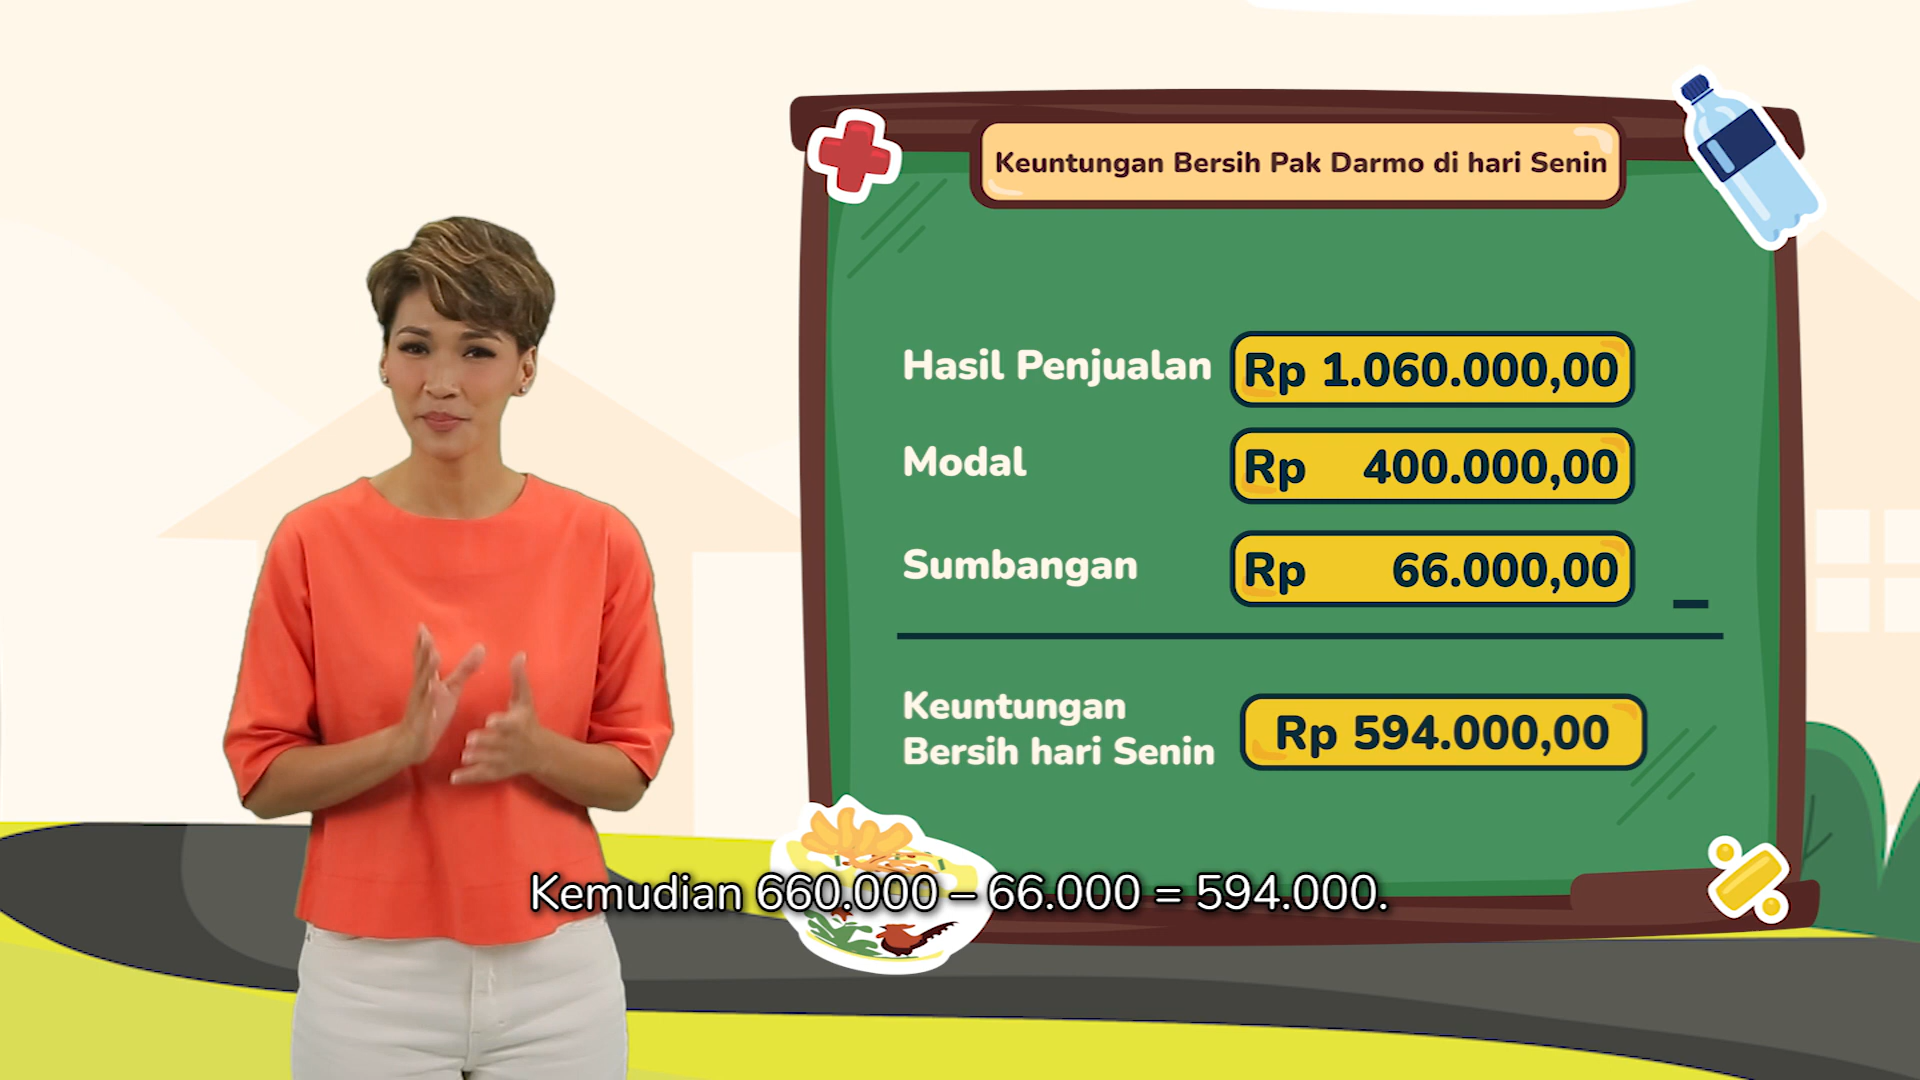 Keuntungan Bersih Pak Darmo di hari Senin
Hasil Penjualan Rp 1.060.000,00
Modal Rp 400.000,00
Sumbangan Rp 66.000,00
–
Keuntungan
Bersih hari Senin Rp 594.000,00
Kemudian 660.000 – 66.000 = 594.000.